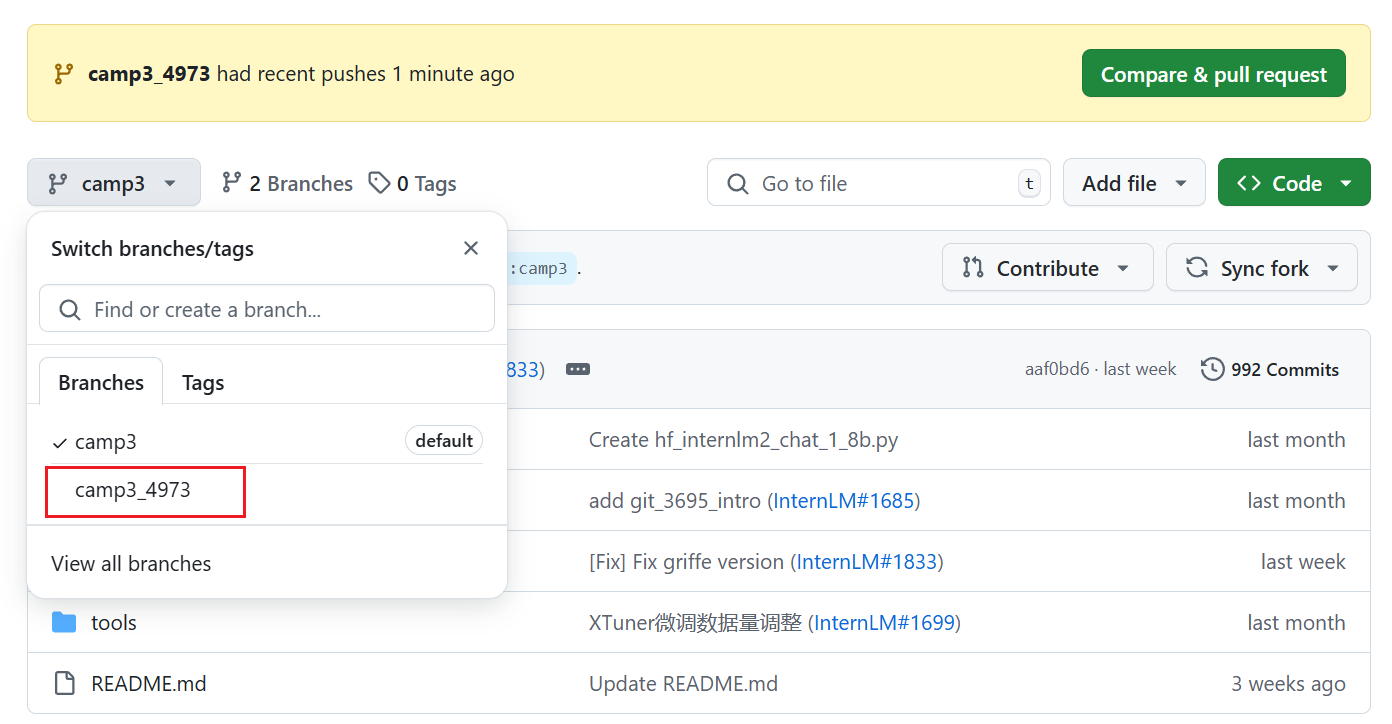 camp3_4973 had recent pushes 1 minute ago
Compare & pull request
camp3
2 Branches
0 Tags
Go to file
t
Add file
Code
Switch branches/tags
:camp3 .
Contribute
Sync fork
Find or create a branch...
Branches
Tags
833)
aaf0bd6 · last week
992 Commits
camp3
default
Create hf_internlm2_chat_1_8b.py
last month
camp3_4973
add git_3695_intro (InternLM#1685)
last month
View all branches
[Fix] Fix griffe version (InternLM#1833)
last week
tools
XTuner微调数据量调整 (InternLM#1699)
last month
README.md
Update README.md
3 weeks ago